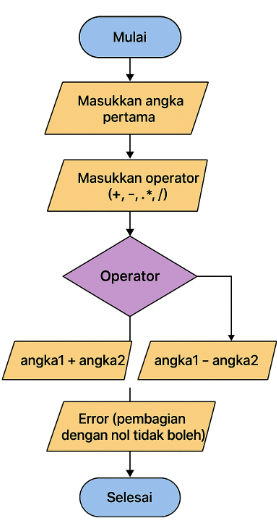 Mulai
Masukkan angka
pertama
Masukkan operator
(+, -, .*, /)
Operator
angka1 + angka2
angka1 – angka2
Error (pembagian
dengan nol tidak boleh)
Selesai